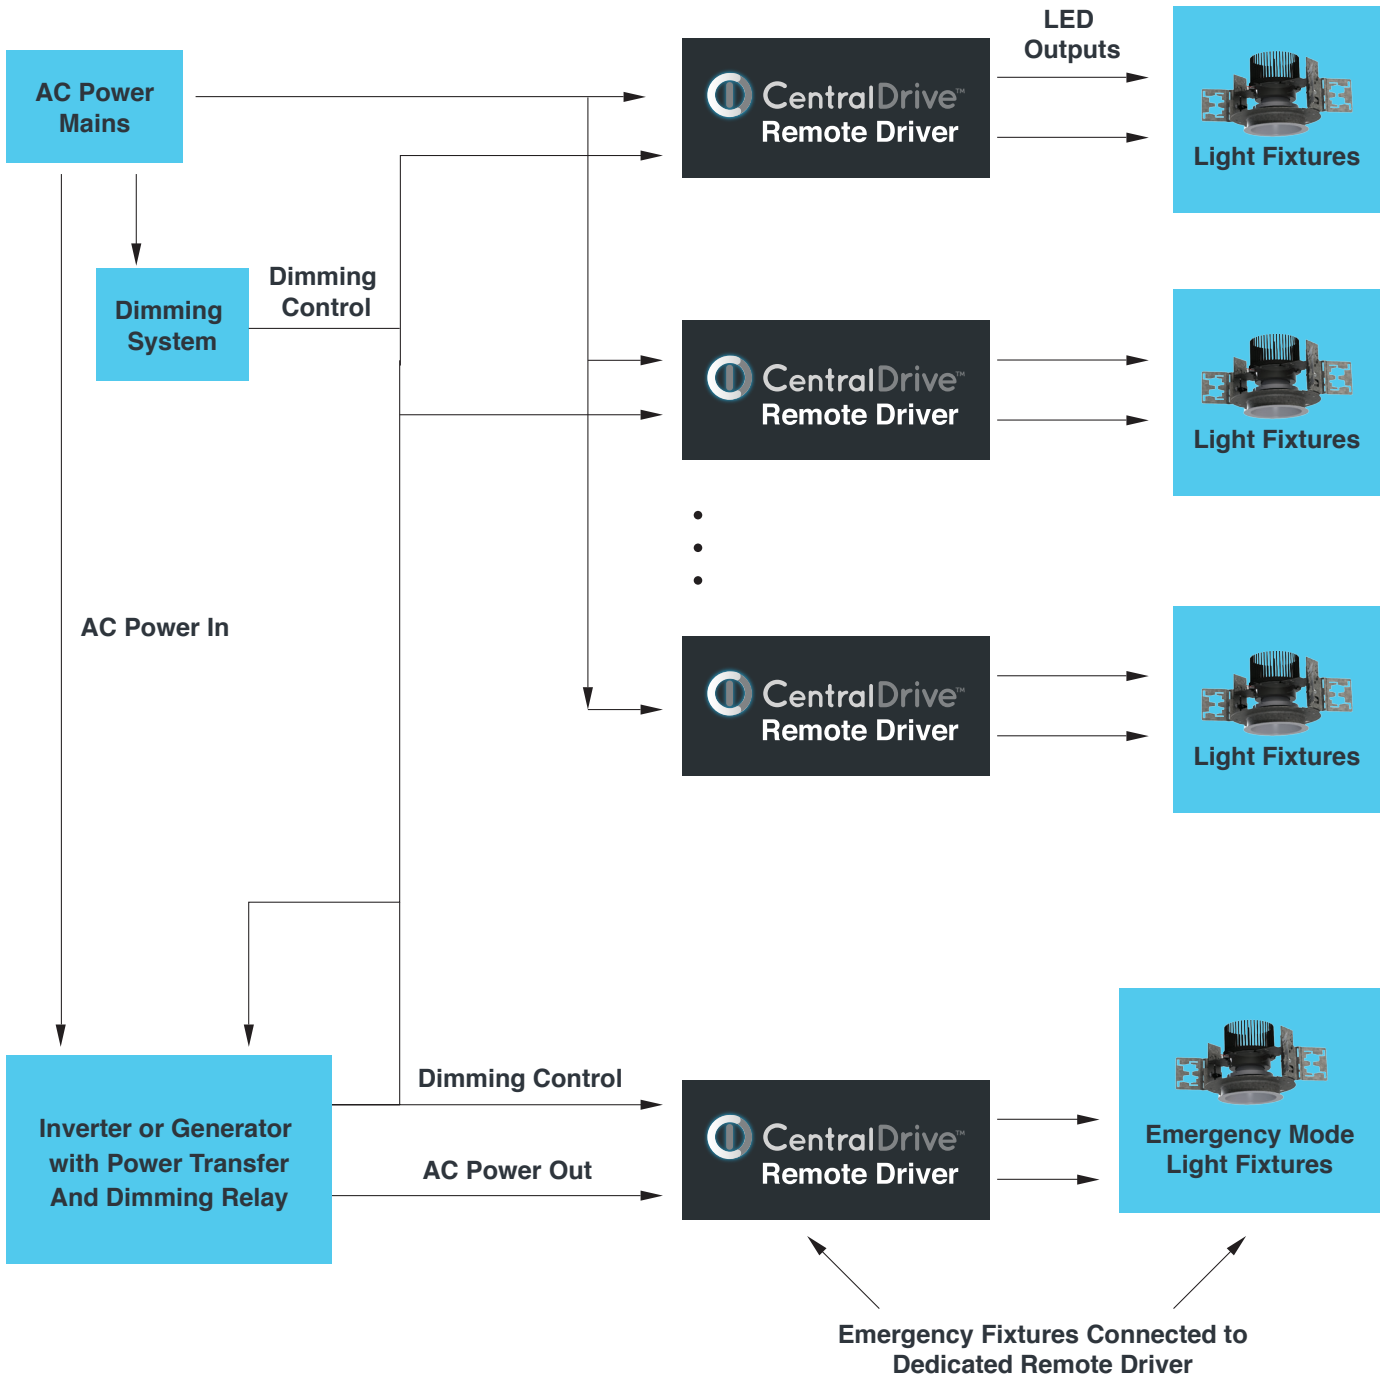 LED
Outputs
AC Power
Mains
CentralDrive™
Remote Driver
Light Fixtures
Dimming
System
Dimming
Control
CentralDrive™
Remote Driver
Light Fixtures
AC Power In
CentralDrive™
Remote Driver
Light Fixtures
Inverter or Generator
with Power Transfer
And Dimming Relay
Dimming Control
AC Power Out
CentralDrive™
Remote Driver
Emergency Mode
Light Fixtures
Emergency Fixtures Connected to
Dedicated Remote Driver